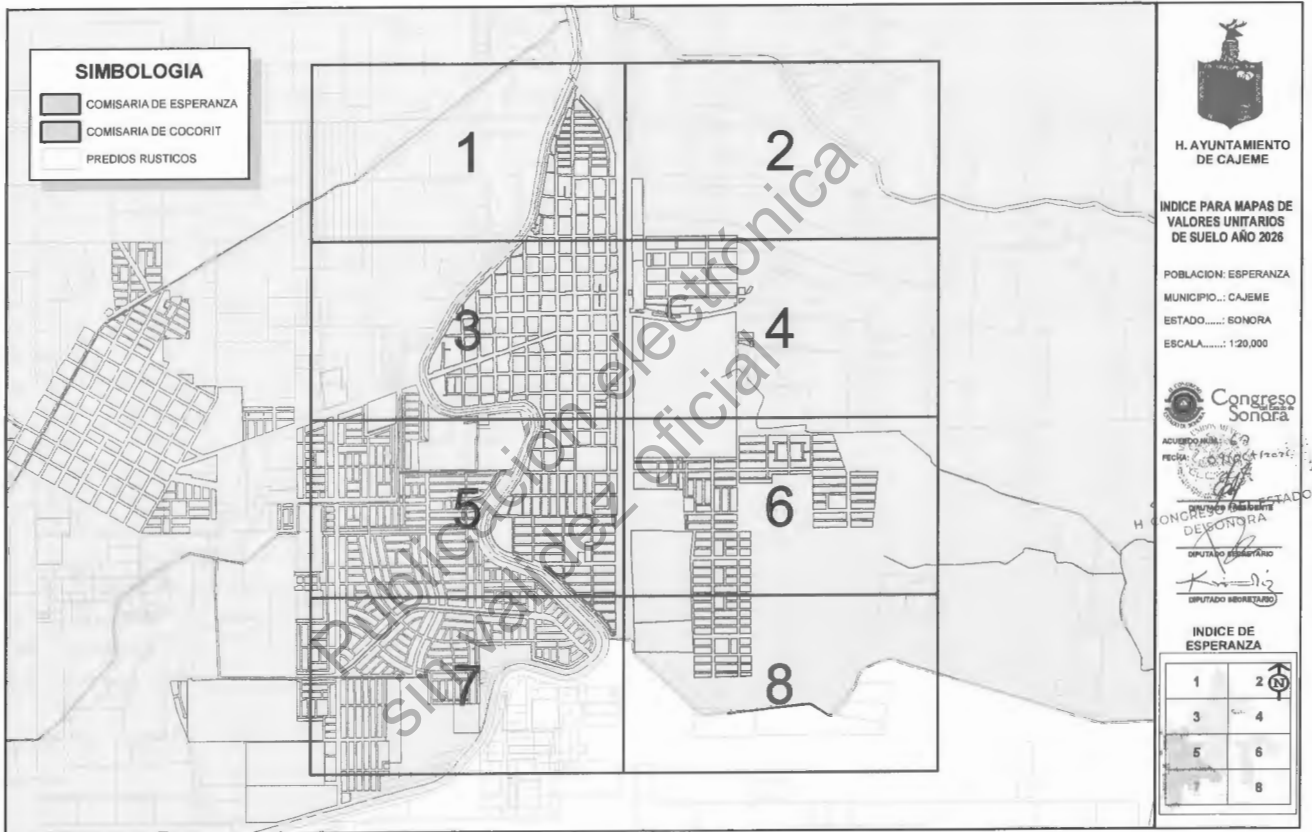 SIMBOLOGIA
COMISARIA DE ESPERANZA
COMISARIA DE COCORIT
PREDIOS RUSTICOS
1
2
3
4
5
6
7
8
Publicación electrónica
sin validez oficial
H. AYUNTAMIENTO
DE CAJEME
INDICE PARA MAPAS DE
VALORES UNITARIOS
DE SUELO AÑO 2026
POBLACION: ESPERANZA
MUNICIPIO..: CAJEME
ESTADO......: SONORA
ESCALA.......: 1:20,000
Congreso
Sonora
ACUERDO NUM.:
FECHA:
DIPUTADO PRESIDENTE
H. CONGRESO DEL ESTADO
DE SONORA
DIPUTADO SECRETARIO
DIPUTADO SECRETARIO
INDICE DE
ESPERANZA
1
2
N
3
4
5
6
7
8